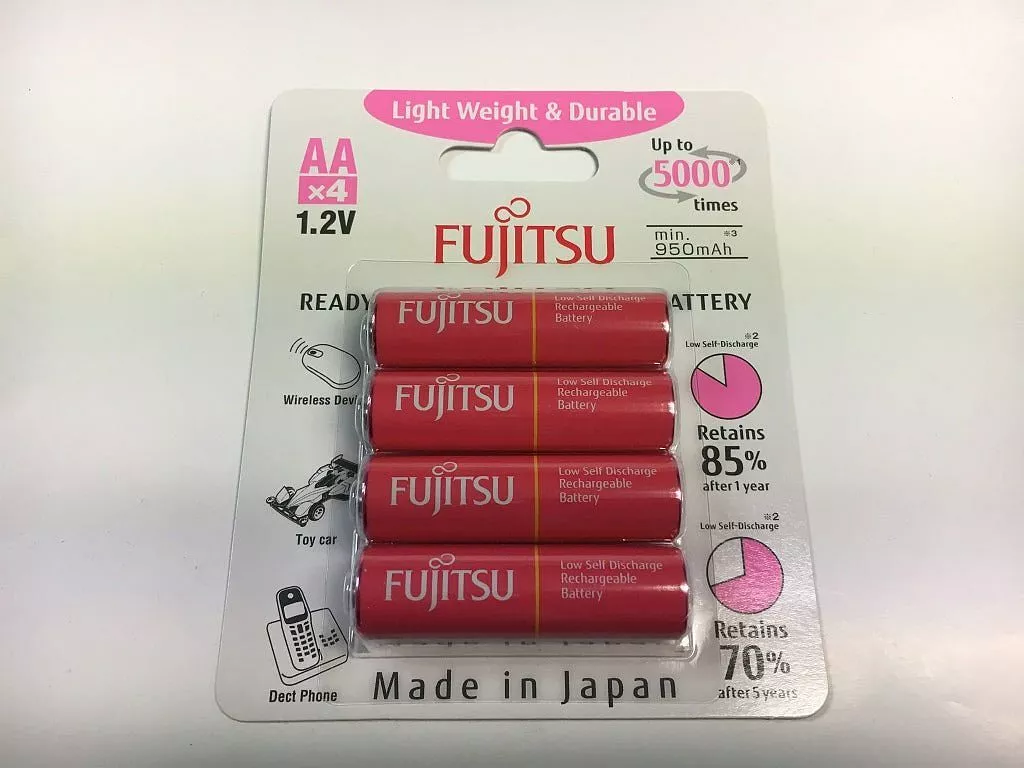 Light Weight & Durable
AA
x4
1.2V
Up to
5000※1
times
FUJITSU
min. ※3
950mAh
READY
ATTERY
FUJITSU
Low Self Discharge
Rechargeable
Battery
FUJITSU
Low Self Discharge
Rechargeable
Battery
FUJITSU
Low Self Discharge
Rechargeable
Battery
FUJITSU
Low Self Discharge
Rechargeable
Battery
Wireless Devi
Toy car
Dect Phone
※2
Low Self-Discharge
Retains
85%
after 1 year
※2
Low Self-Discharge
Retains
70%
after 5 years
Made in Japan